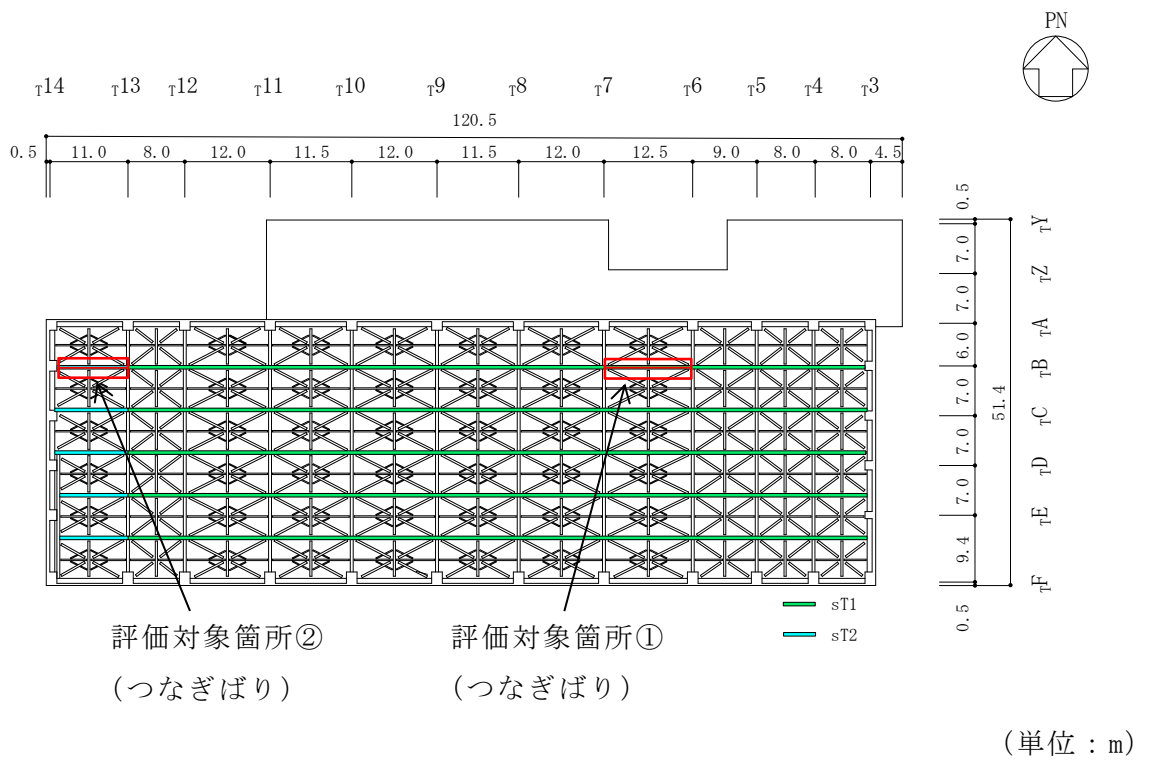 PN
T14 T13 T12 T11 T10 T9 T8 T7 T6 T5 T4 T3
120.5
0.5 11.0 8.0 12.0 11.5 12.0 11.5 12.0 12.5 9.0 8.0 8.0 4.5
0.5 7.0 7.0 6.0 7.0 7.0 7.0 9.4 0.5
51.4
TY TZ TA TB TC TD TE TF
sT1
sT2
評価対象箇所② 評価対象箇所①
(つなぎばり) (つなぎばり)
(単位：m)